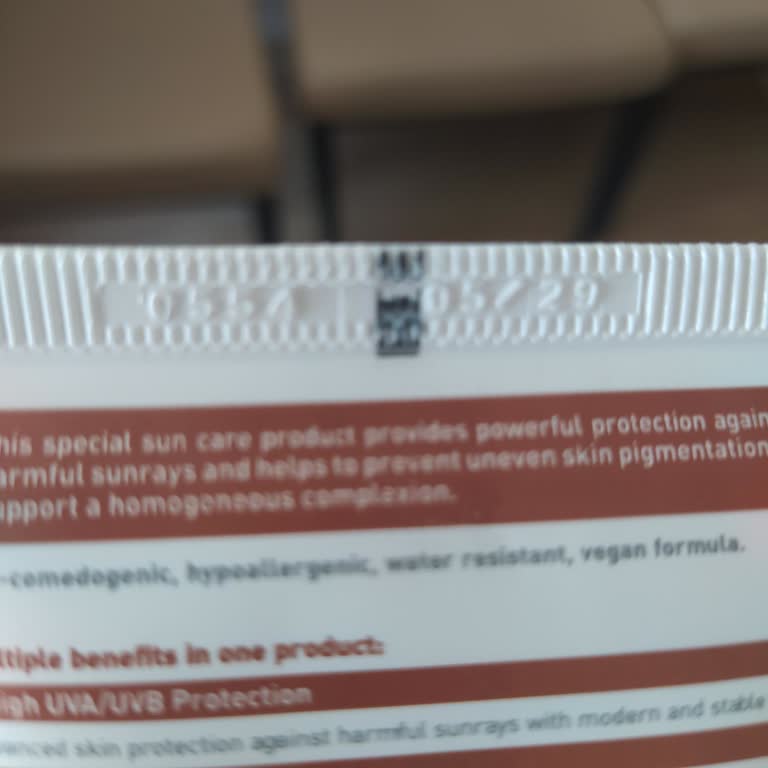 05/29
his special sun care product provides powerful protection again
armful sunrays and helps to prevent uneven skin pigmentation
upport a homogeneous complexion.
-comedogenic, hypoallergenic, water resistant, vegan formula.
ltiple benefits in one product:
igh UVA/UVB Protection
vanced skin protection against harmful sunrays with modern and stable